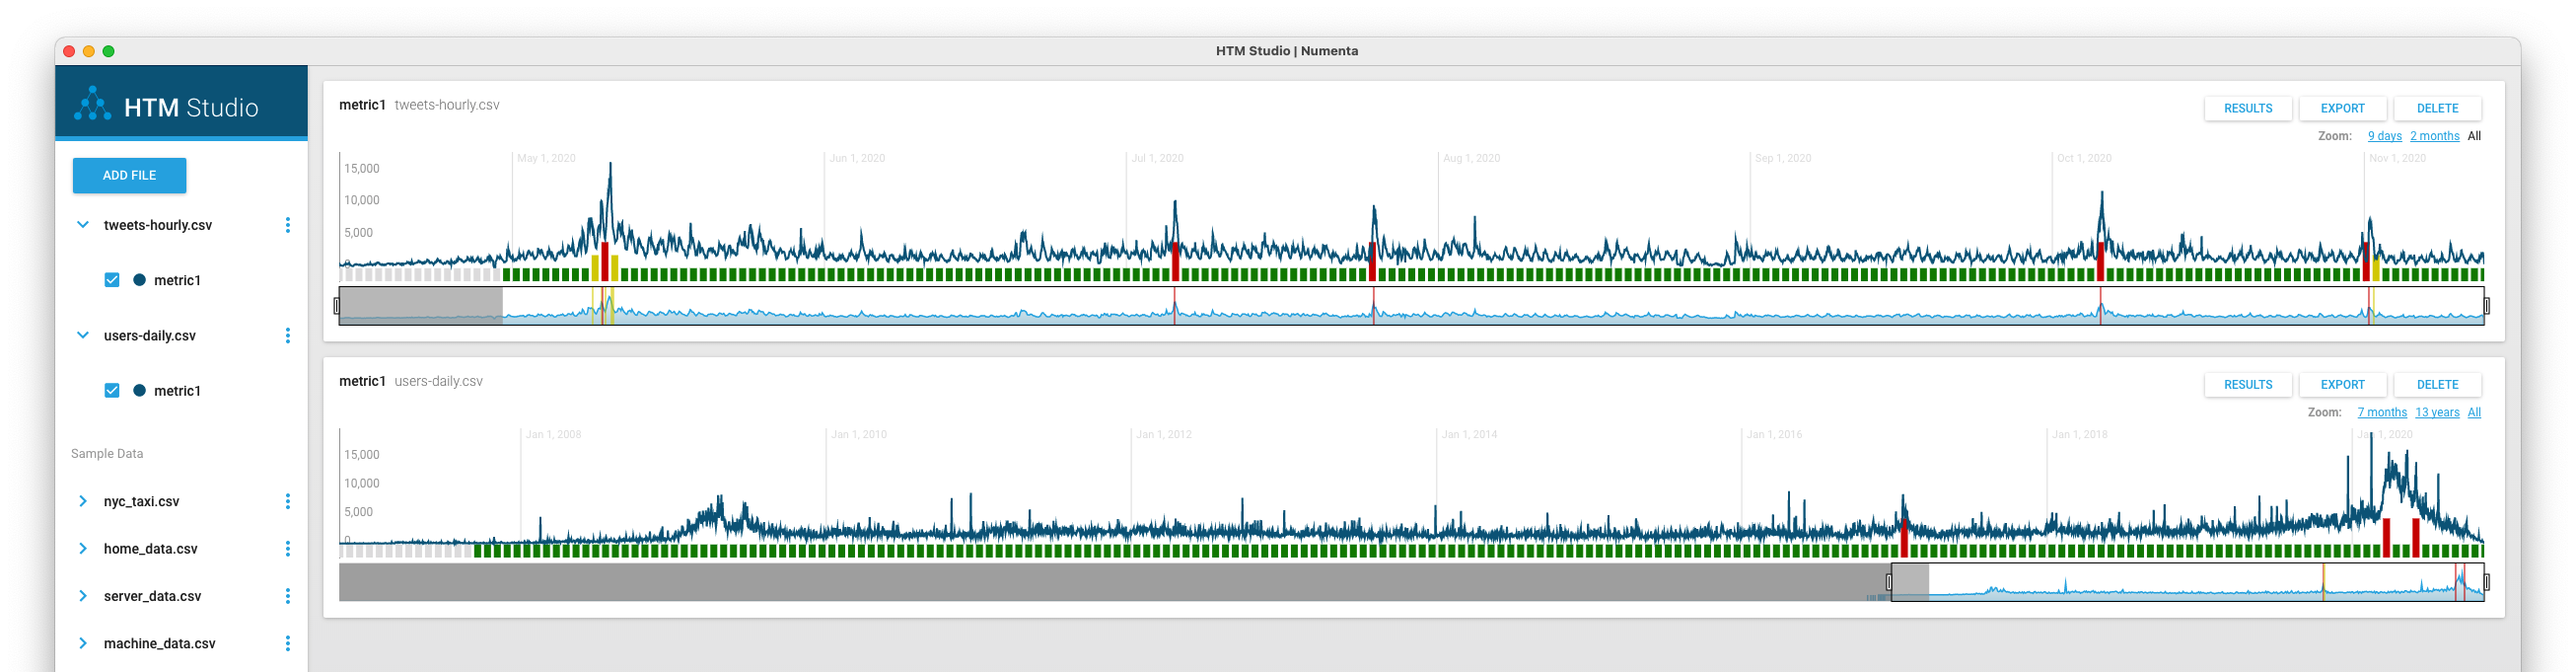 HTM Studio | Numenta
HTM Studio
ADD FILE
tweets-hourly.csv
metric1
users-daily.csv
metric1
Sample Data
nyc_taxi.csv
home_data.csv
server_data.csv
machine_data.csv
metric1 tweets-hourly.csv
RESULTS EXPORT DELETE
Zoom: 9 days 2 months All
May 1, 2020 Jun 1, 2020 Jul 1, 2020 Aug 1, 2020 Sep 1, 2020 Oct 1, 2020 Nov 1, 2020
15,000
10,000
5,000
0
metric1 users-daily.csv
RESULTS EXPORT DELETE
Zoom: 7 months 13 years All
Jan 1, 2008 Jan 1, 2010 Jan 1, 2012 Jan 1, 2014 Jan 1, 2016 Jan 1, 2018 Jan 1, 2020
15,000
10,000
5,000
0